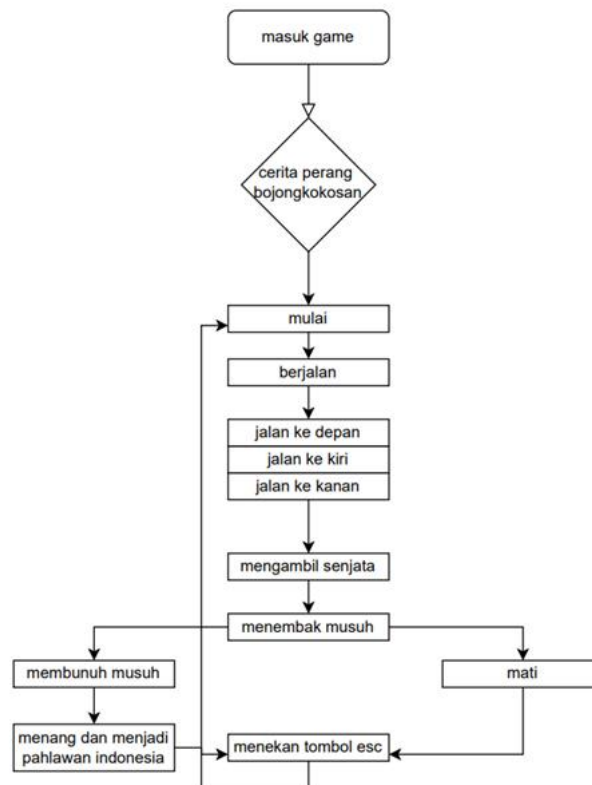 masuk game
cerita perang
bojongkokosan
mulai
berjalan
jalan ke depan
jalan ke kiri
jalan ke kanan
mengambil senjata
menembak musuh
membunuh musuh
mati
menang dan menjadi
pahlawan indonesia
menekan tombol esc